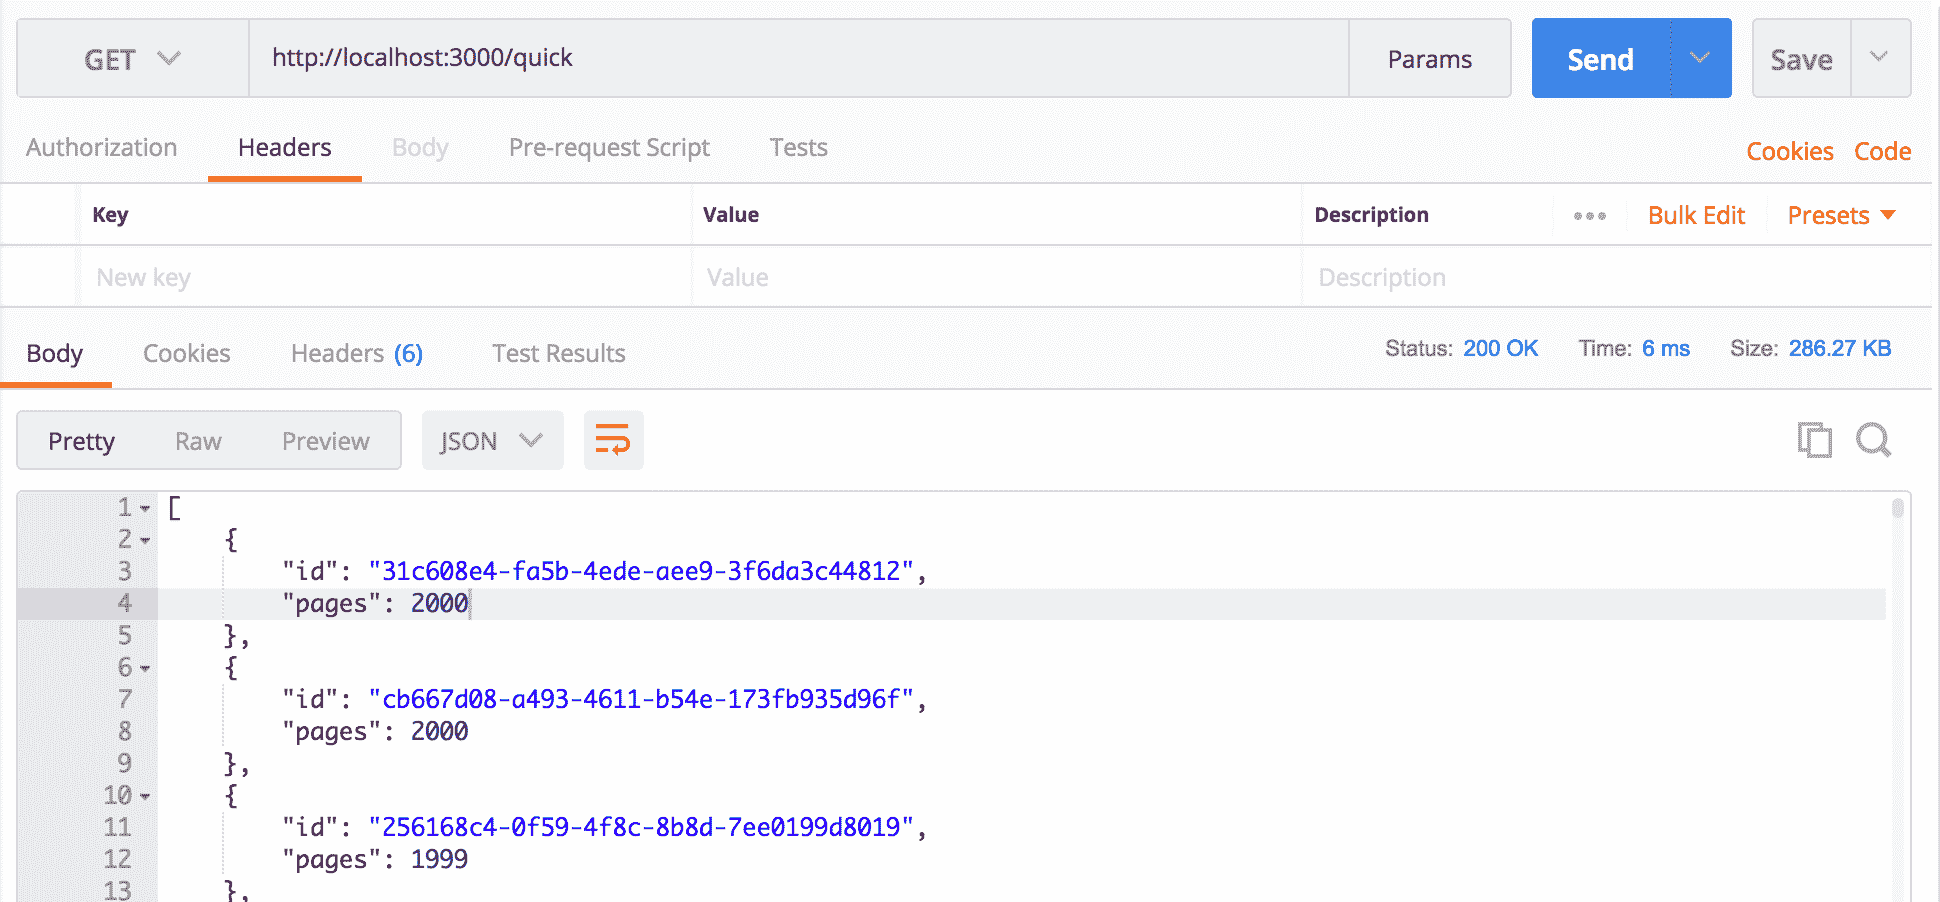 GET http://localhost:3000/quick Params Send Save
Authorization Headers Body Pre-request Script Tests Cookies Code
Key Value Description Bulk Edit Presets
New key Value Description
Body Cookies Headers (6) Test Results Status: 200 OK Time: 6 ms Size: 286.27 KB
Pretty Raw Preview JSON
1 [
2 {
3 "id": "31c608e4-fa5b-4ede-aee9-3f6da3c44812",
4 "pages": 2000
5 },
6 {
7 "id": "cb667d08-a493-4611-b54e-173fb935d96f",
8 "pages": 2000
9 },
10 {
11 "id": "256168c4-0f59-4f8c-8b8d-7ee0199d8019",
12 "pages": 1999
13 },